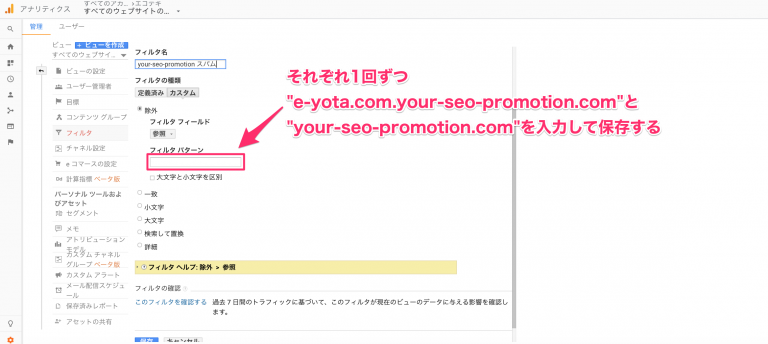 アナリティクス
すべてのアカ... > エコデキ
すべてのウェブサイトの...
管理 ユーザー
ビュー + ビューを作成
すべてのウェブサイ...
ビューの設定
ユーザー管理者
目標
コンテンツ グループ
フィルタ
チャネル設定
e コマースの設定
計算指標 ベータ版
パーソナル ツールおよびアセット
セグメント
メモ
アトリビューション モデル
カスタム チャネル グループ ベータ版
カスタム アラート
メール配信スケジュール
保存済みレポート
アセットの共有
フィルタ名
your-seo-promotion スパム
フィルタの種類
定義済み カスタム
除外
フィルタ フィールド
参照
フィルタ パターン
大文字と小文字を区別
一致
小文字
大文字
検索して置換
詳細
フィルタ ヘルプ: 除外 > 参照
フィルタの確認
このフィルタを確認する 過去 7 日間のトラフィックに基づいて、このフィルタが現在のビューのデータに与える影響を確認します。
保存 キャンセル
それぞれ1回ずつ
"e-yota.com.your-seo-promotion.com"と
"your-seo-promotion.com"を入力して保存する